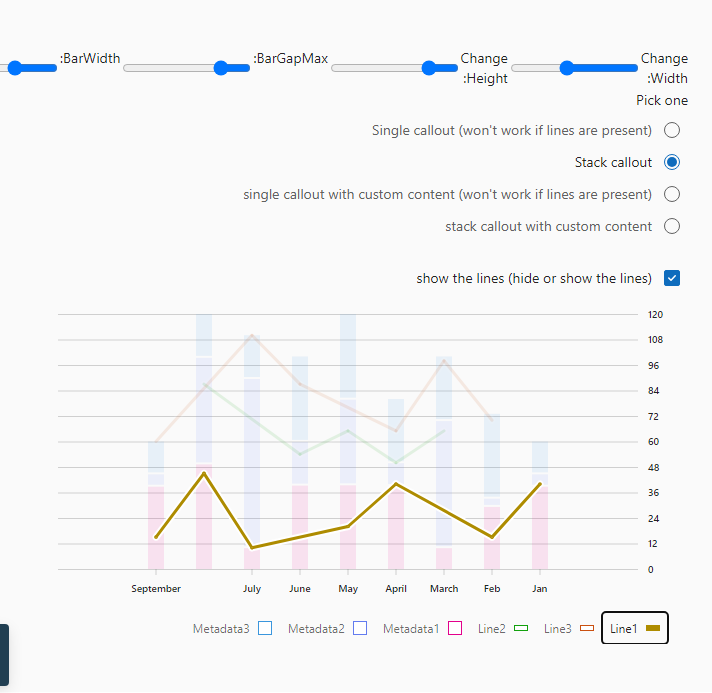 :BarWidth
:BarGapMax
Change
:Height
Change
:Width
Pick one
Single callout (won't work if lines are present)
Stack callout
single callout with custom content (won't work if lines are present)
stack callout with custom content
show the lines (hide or show the lines)
120
108
96
84
72
60
48
36
24
12
0
September July June May April March Feb Jan
Metadata3 Metadata2 Metadata1 Line2 Line3 Line1